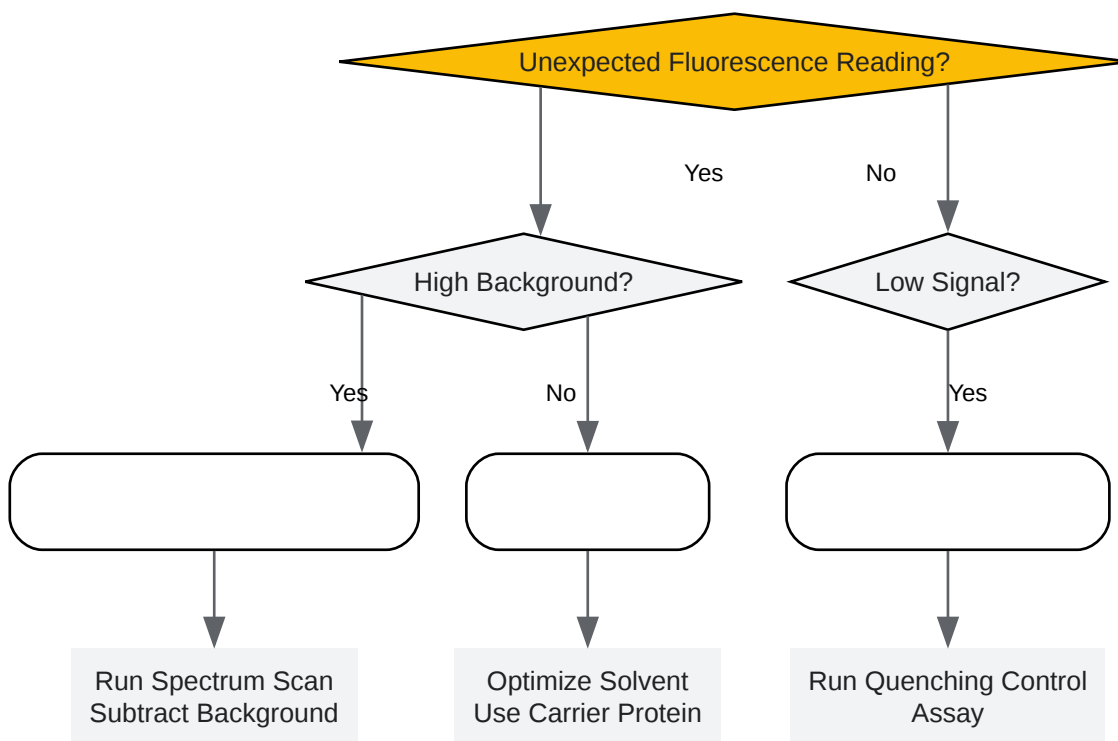 Unexpected Fluorescence Reading?
Yes
No
High Background?
Low Signal?
Yes
No
Yes
Run Spectrum Scan
Subtract Background
Optimize Solvent
Use Carrier Protein
Run Quenching Control
Assay